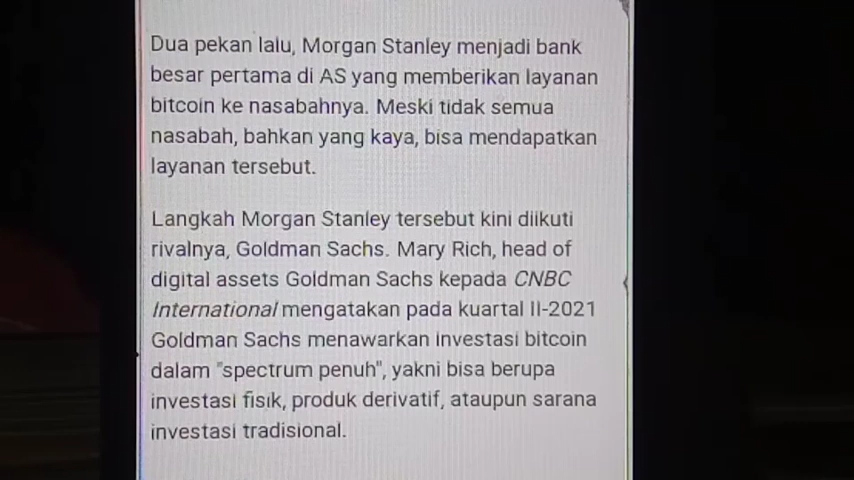 Dua pekan lalu, Morgan Stanley menjadi bank
besar pertama di AS yang memberikan layanan
bitcoin ke nasabahnya. Meski tidak semua
nasabah, bahkan yang kaya, bisa mendapatkan
layanan tersebut.
Langkah Morgan Stanley tersebut kini diikuti
rivalnya, Goldman Sachs. Mary Rich, head of
digital assets Goldman Sachs kepada CNBC
International mengatakan pada kuartal II-2021
Goldman Sachs menawarkan investasi bitcoin
dalam "spectrum penuh", yakni bisa berupa
investasi fisik, produk derivatif, ataupun sarana
investasi tradisional.